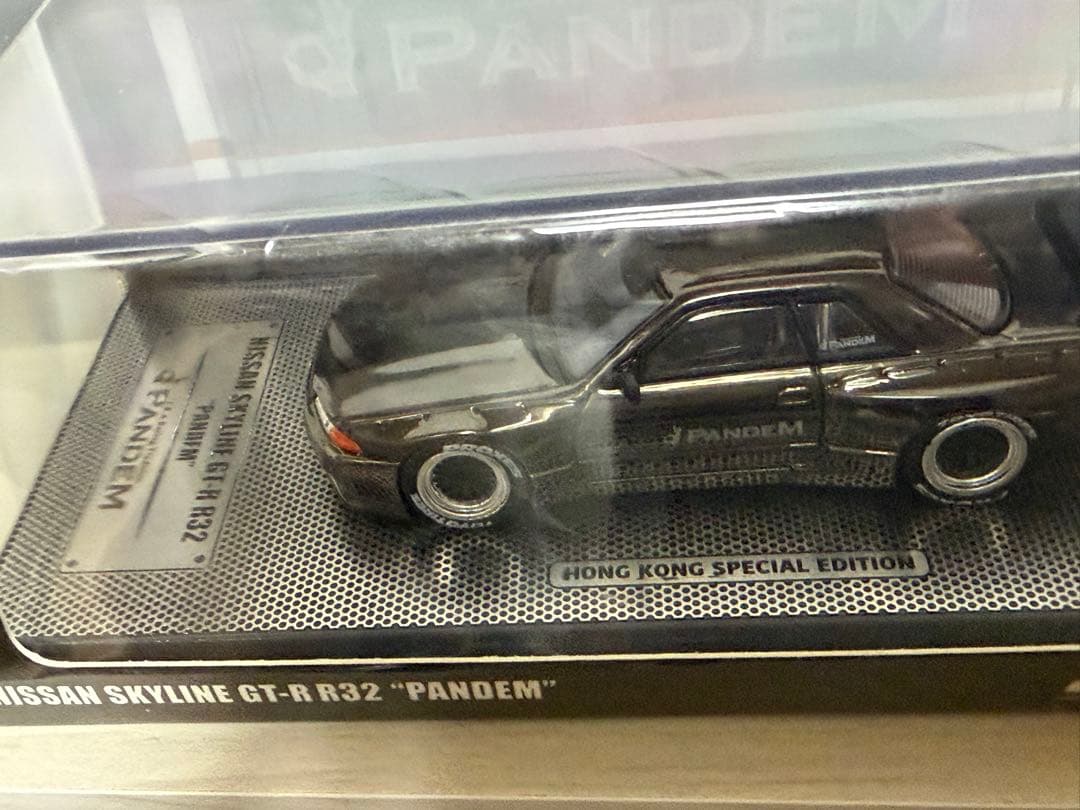 PANDEM
NISSAN SKYLINE GT-R R32
"PANDEM"
PANDEM
PANDEM
PANDEM
HONG KONG SPECIAL EDITION
NISSAN SKYLINE GT-R R32 “PANDEM”